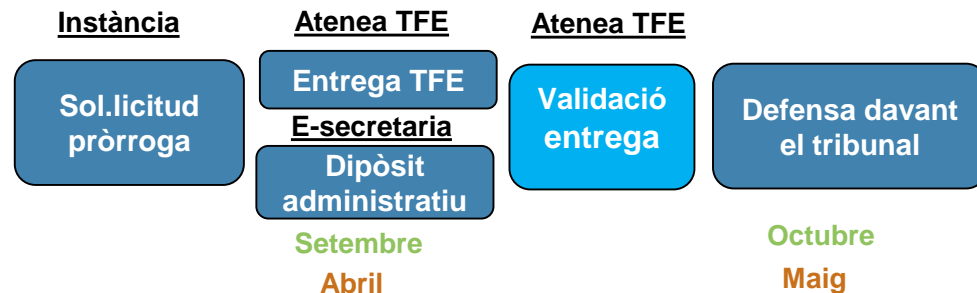 Instància
Sol.licitud
pròrroga
Atenea TFE
Entrega TFE
E-secretaria
Dipòsit
administratiu
Setembre
Abril
Atenea TFE
Validació
entrega
Defensa davant
el tribunal
Octubre
Maig